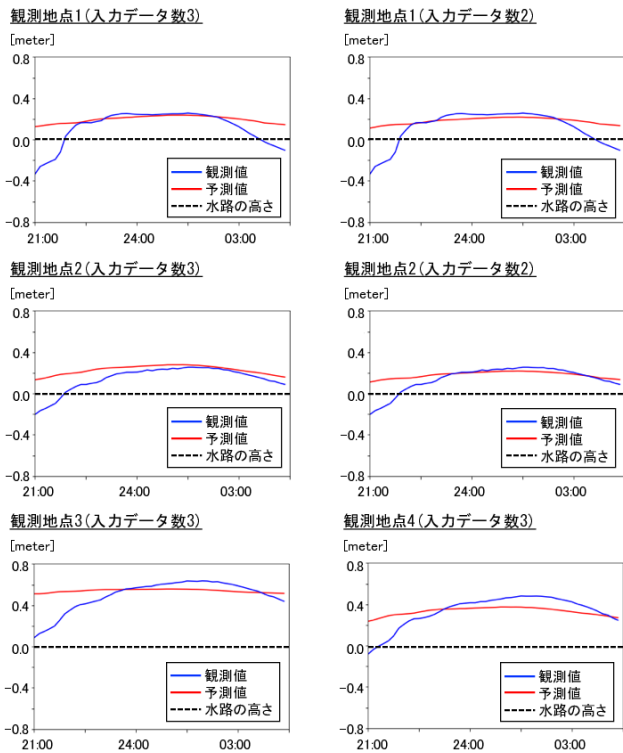 観測地点1(入力データ数3)
[meter]
0.8
0.4
0.0
−0.4
−0.8
観測値
予測値
水路の高さ
21:00 24:00 03:00
観測地点1(入力データ数2)
[meter]
0.8
0.4
0.0
−0.4
−0.8
観測値
予測値
水路の高さ
21:00 24:00 03:00
観測地点2(入力データ数3)
[meter]
0.8
0.4
0.0
−0.4
−0.8
観測値
予測値
水路の高さ
21:00 24:00 03:00
観測地点2(入力データ数2)
[meter]
0.8
0.4
0.0
−0.4
−0.8
観測値
予測値
水路の高さ
21:00 24:00 03:00
観測地点3(入力データ数3)
[meter]
0.8
0.4
0.0
−0.4
−0.8
観測値
予測値
水路の高さ
21:00 24:00 03:00
観測地点4(入力データ数3)
[meter]
0.8
0.4
0.0
−0.4
−0.8
観測値
予測値
水路の高さ
21:00 24:00 03:00